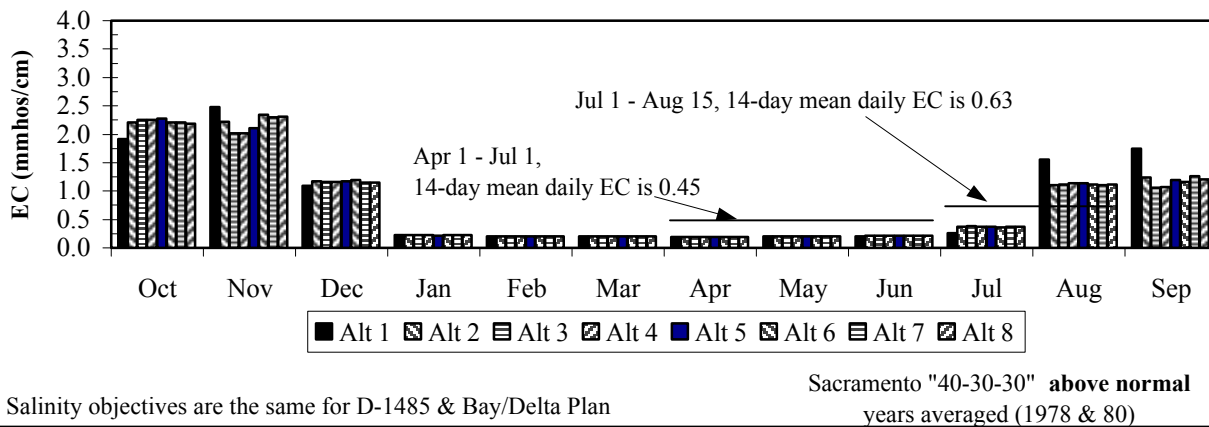 4.0
3.5
3.0
2.5
2.0
1.5
1.0
0.5
0.0
EC (mmhos/cm)
Jul 1 - Aug 15, 14-day mean daily EC is 0.63
Apr 1 - Jul 1,
14-day mean daily EC is 0.45
Oct Nov Dec Jan Feb Mar Apr May Jun Jul Aug Sep
Alt 1 Alt 2 Alt 3 Alt 4 Alt 5 Alt 6 Alt 7 Alt 8
Salinity objectives are the same for D-1485 & Bay/Delta Plan
Sacramento "40-30-30" above normal
years averaged (1978 & 80)